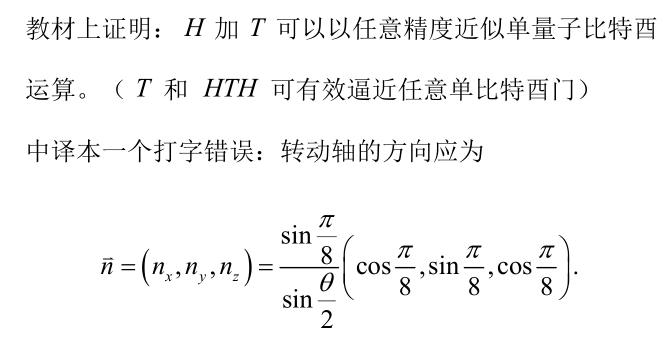 教材上证明：H 加 T 可以以任意精度近似单量子比特酉
运算。（ T 和 HTH 可有效逼近任意单比特酉门）
中译本一个打字错误：转动轴的方向应为
$\vec{n} = (n_x, n_y, n_z) = \frac{\sin\frac{\pi}{8}}{\sin\frac{\theta}{2}} \left( \cos\frac{\pi}{8}, \sin\frac{\pi}{8}, \cos\frac{\pi}{8} \right).$